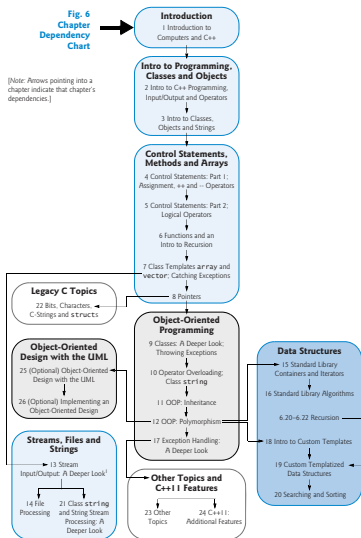 Fig. 6
Chapter
Dependency
Chart
[Note: Arrows pointing into a
chapter indicate that chapter's
dependencies.]
Introduction
1 Introduction to
Computers and C++
Intro to Programming,
Classes and Objects
2 Intro to C++ Programming,
Input/Output and Operators
3 Intro to Classes,
Objects and Strings
Control Statements,
Methods and Arrays
4 Control Statements: Part 1;
Assignment, ++ and -- Operators
5 Control Statements: Part 2;
Logical Operators
6 Functions and an
Intro to Recursion
7 Class Templates array and
vector; Catching Exceptions
8 Pointers
Legacy C Topics
22 Bits, Characters,
C-Strings and structs
Object-Oriented
Programming
9 Classes: A Deeper Look;
Throwing Exceptions
10 Operator Overloading;
Class string
11 OOP: Inheritance
12 OOP: Polymorphism
17 Exception Handling:
A Deeper Look
Object-Oriented
Design with the UML
25 (Optional) Object-Oriented
Design with the UML
26 (Optional) Implementing an
Object-Oriented Design
Data Structures
15 Standard Library
Containers and Iterators
16 Standard Library Algorithms
6.20–6.22 Recursion
18 Intro to Custom Templates
19 Custom Templatized
Data Structures
20 Searching and Sorting
Streams, Files and
Strings
13 Stream
Input/Output: A Deeper Look1
14 File
Processing
21 Class string
and String Stream
Processing: A
Deeper Look
Other Topics and
C++11 Features
23 Other
Topics
24 C++11:
Additional Features